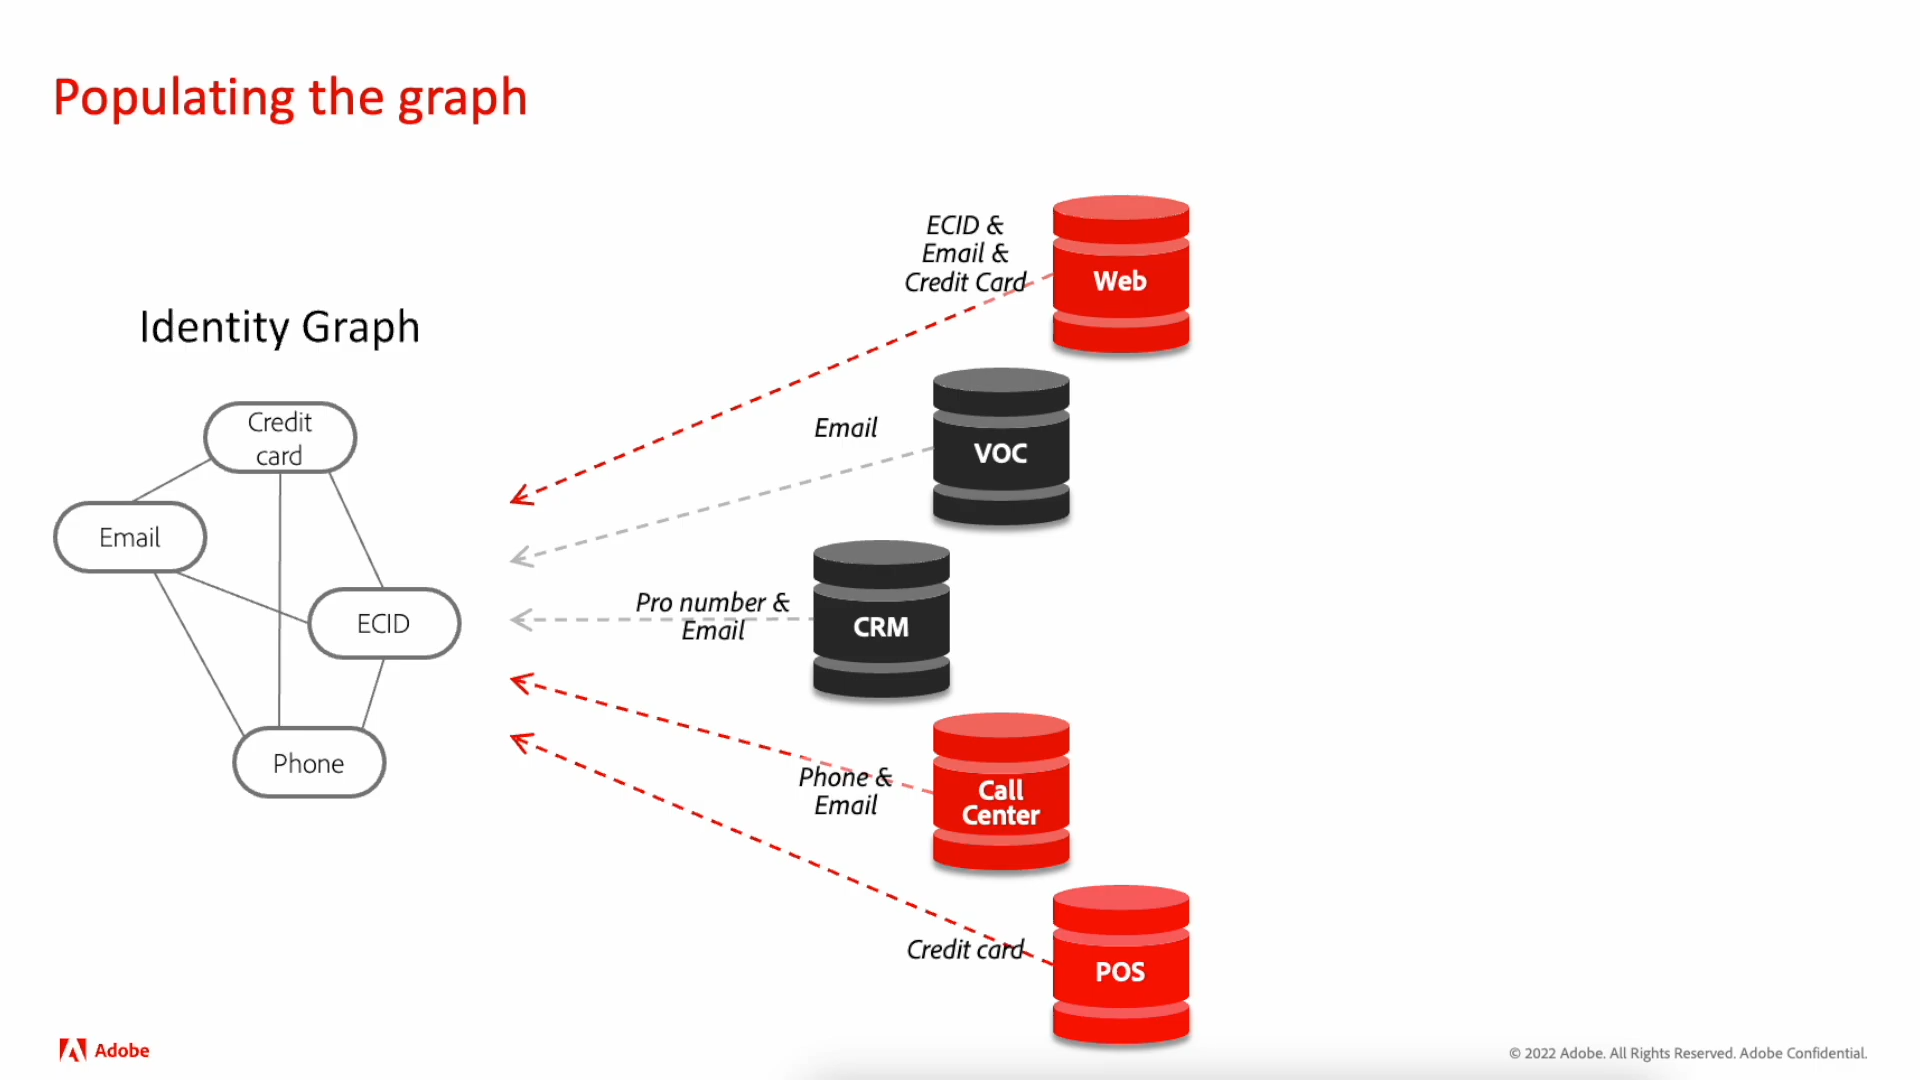 Populating the graph
ECID &
Email &
Credit Card
Web
Identity Graph
Email
VOC
Credit
card
Email
ECID
Pro number &
Email
CRM
Phone
Phone &
Email
Call
Center
Credit card
POS
Adobe
© 2022 Adobe. All Rights Reserved. Adobe Confidential.